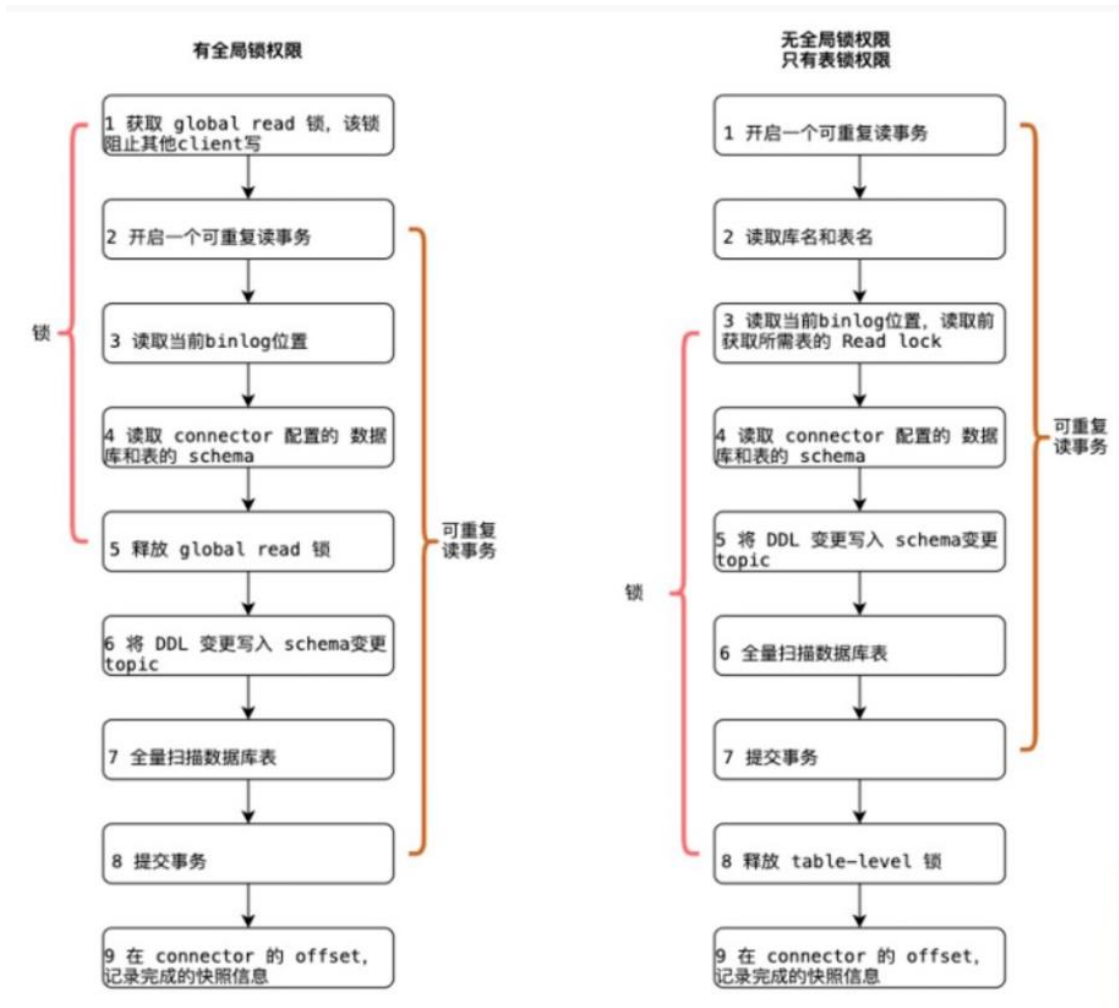 有全局锁权限
1 获取 global read 锁，该锁
阻止其他client写
2 开启一个可重复读事务
3 读取当前binlog位置
4 读取 connector 配置的 数据
库和表的 schema
5 释放 global read 锁
6 将 DDL 变更写入 schema变更
topic
7 全量扫描数据库表
8 提交事务
9 在 connector 的 offset，
记录完成的快照信息
锁
可重复
读事务
无全局锁权限
只有表锁权限
1 开启一个可重复读事务
2 读取库名和表名
3 读取当前binlog位置，读取前
获取所需表的 Read lock
4 读取 connector 配置的 数据
库和表的 schema
5 将 DDL 变更写入 schema变更
topic
6 全量扫描数据库表
7 提交事务
8 释放 table-level 锁
9 在 connector 的 offset，
记录完成的快照信息
锁
可重复
读事务